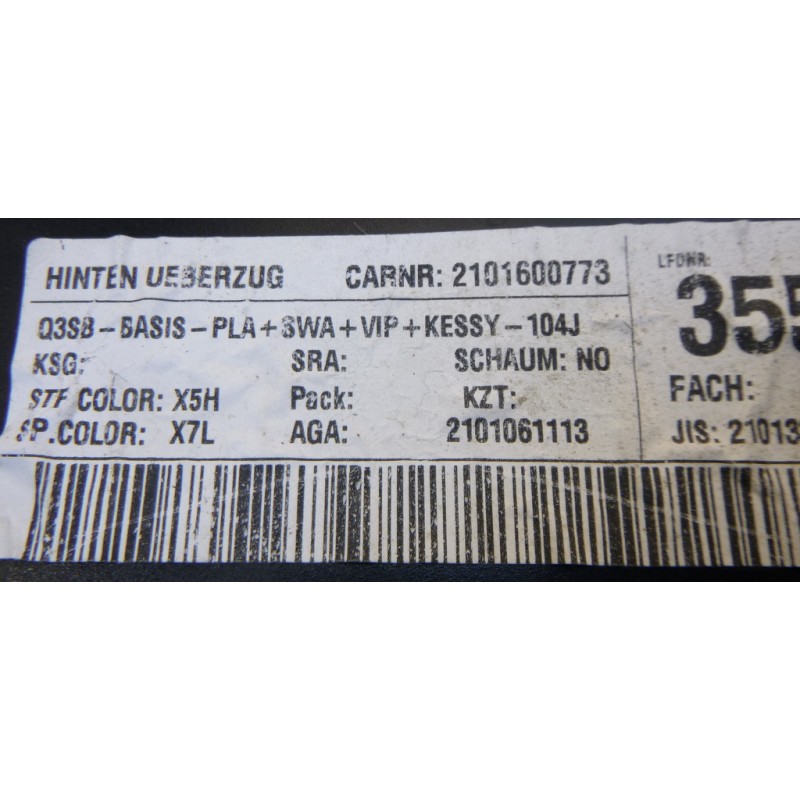 HINTEN UEBERZUG CARNR: 2101600773
Q3SB-BASIS-PLA+SWA+VIP+KESSY-104J
KSG: SRA: SCHAUM: NO
STF COLOR: X5H Pack: KZT:
SP.COLOR: X7L AGA: 2101061113
LFDNR:
355
FACH:
JIS: 21013